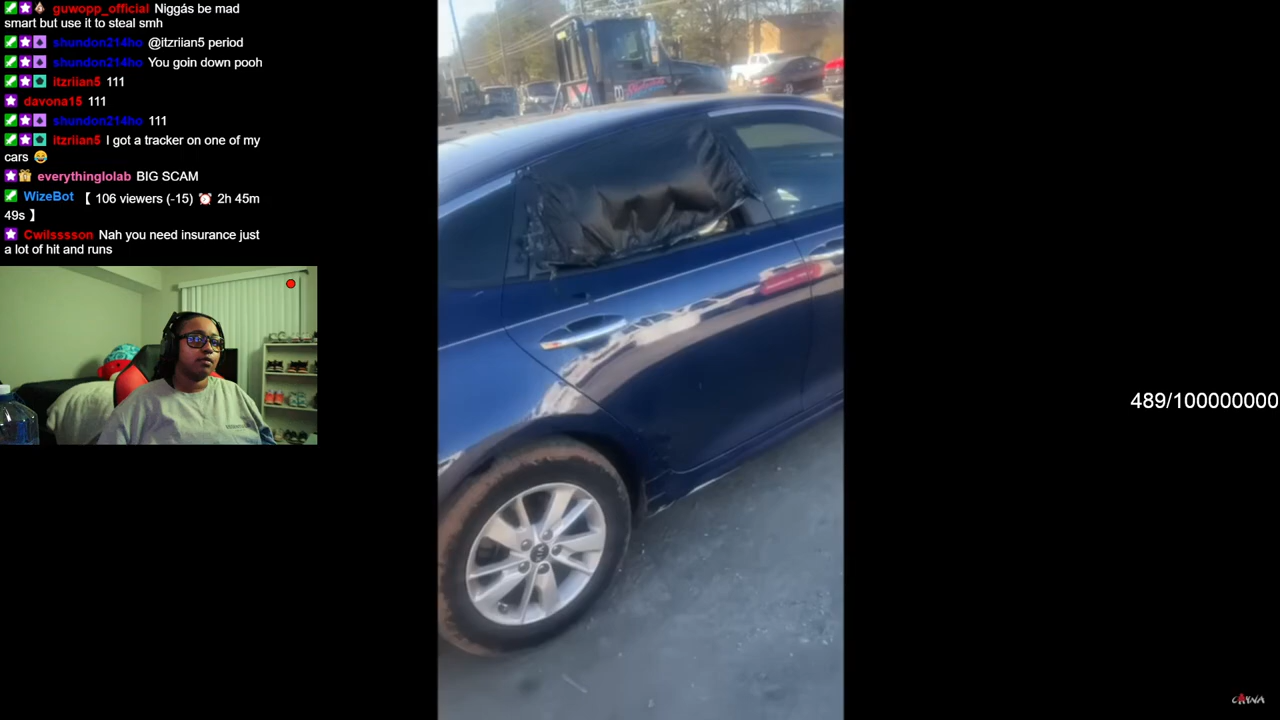 guwopp_official Niggás be mad
smart but use it to steal smh
shundon214ho @itzriian5 period
shundon214ho You goin down pooh
itzriian5 111
davona15 111
shundon214ho 111
itzriian5 I got a tracker on one of my
cars 😂
everythinglolab BIG SCAM
WizeBot 【 106 viewers (-15) ⏰ 2h 45m
49s 】
Cwilsssson Nah you need insurance just
a lot of hit and runs
489/100000000